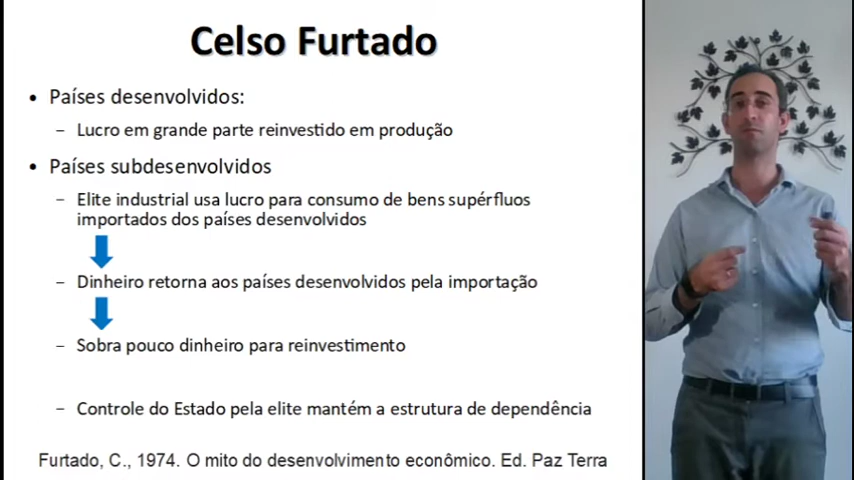 Celso Furtado
• Países desenvolvidos:
– Lucro em grande parte reinvestido em produção
• Países subdesenvolvidos
– Elite industrial usa lucro para consumo de bens supérfluos
importados dos países desenvolvidos
– Dinheiro retorna aos países desenvolvidos pela importação
– Sobra pouco dinheiro para reinvestimento
– Controle do Estado pela elite mantém a estrutura de dependência
Furtado, C., 1974. O mito do desenvolvimento econômico. Ed. Paz Terra